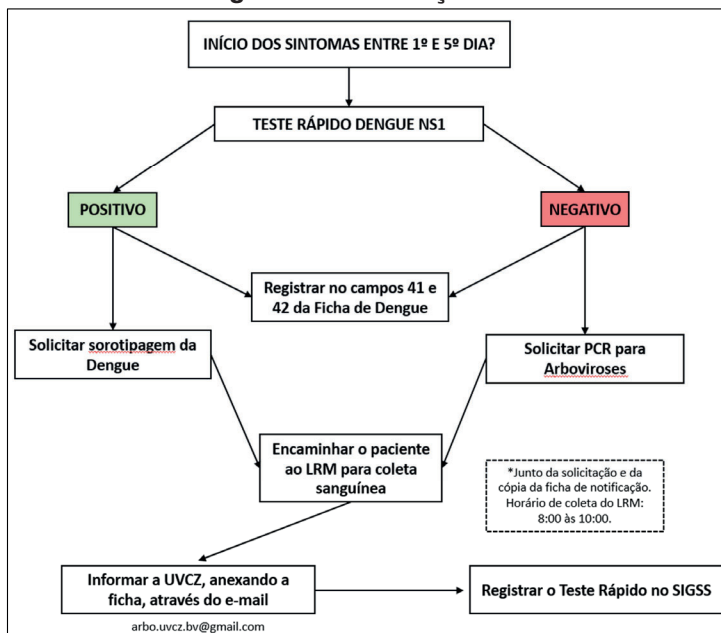 INÍCIO DOS SINTOMAS ENTRE 1º E 5º DIA?
TESTE RÁPIDO DENGUE NS1
POSITIVO
NEGATIVO
Registrar no campos 41 e
42 da Ficha de Dengue
Solicitar sorotipagem da
Dengue
Solicitar PCR para
Arboviroses
Encaminhar o paciente
ao LRM para coleta
sanguínea
*Junto da solicitação e da
cópia da ficha de notificação.
Horário de coleta do LRM:
8:00 às 10:00.
Informar a UVCZ, anexando a
ficha, através do e-mail
Registrar o Teste Rápido no SIGSS
arbo.uvcz.bv@gmail.com